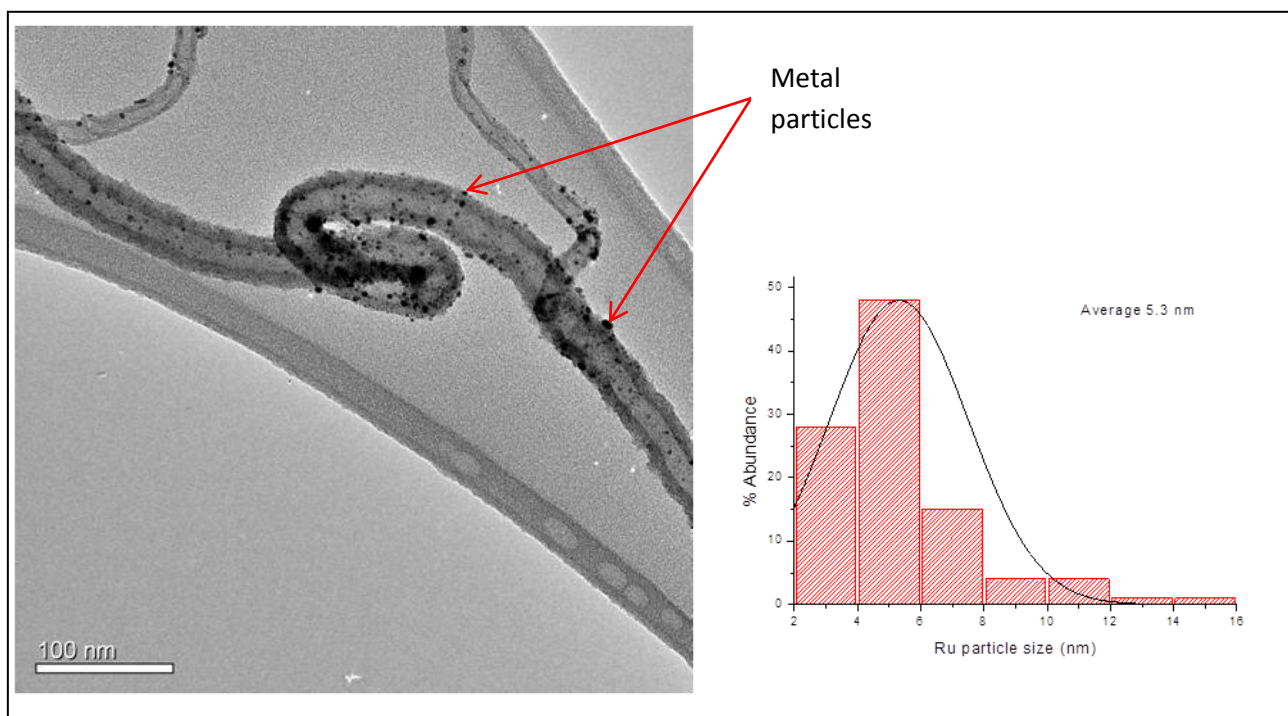 Metal
particles
100 nm
Average 5.3 nm
% Abundance
50
40
30
20
10
0
2 4 6 8 10 12 14 16
Ru particle size (nm)